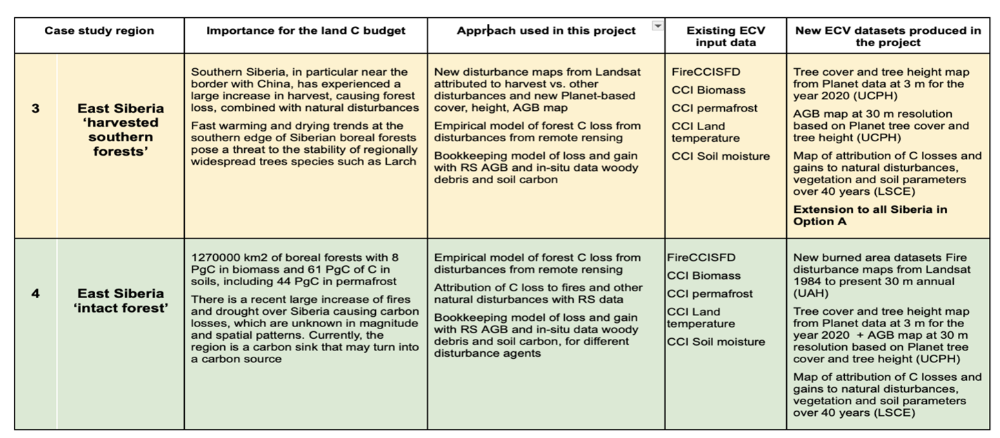 Case study region
Importance for the land C budget
Approach used in this project
Existing ECV
input data
New ECV datasets produced in
the project
3
East Siberia
‘harvested
southern
forests’
Southern Siberia, in particular near the
border with China, has experienced a
large increase in harvest, causing forest
loss, combined with natural disturbances
Fast warming and drying trends at the
southern edge of Siberian boreal forests
pose a threat to the stability of regionally
widespread trees species such as Larch
New disturbance maps from Landsat
attributed to harvest vs. other
disturbances and new Planet-based
cover, height, AGB map
Empirical model of forest C loss from
disturbances from remote rensing
Bookkeeping model of loss and gain
with RS AGB and in-situ data woody
debris and soil carbon
FireCCISFD
CCI Biomass
CCI permafrost
CCI Land
temperature
CCI Soil moisture
Tree cover and tree height map
from Planet data at 3 m for the
year 2020 (UCPH)
AGB map at 30 m resolution
based on Planet tree cover and
tree height (UCPH)
Map of attribution of C losses and
gains to natural disturbances,
vegetation and soil parameters
over 40 years (LSCE)
Extension to all Siberia in
Option A
4
East Siberia
‘intact forest’
1270000 km2 of boreal forests with 8
PgC in biomass and 61 PgC of C in
soils, including 44 PgC in permafrost
There is a recent large increase of fires
and drought over Siberia causing carbon
losses, which are unknown in magnitude
and spatial patterns. Currently, the
region is a carbon sink that may turn into
a carbon source
Empirical model of forest C loss from
disturbances from remote rensing
Attribution of C loss to fires and other
natural disturbances with RS data
Bookkeeping model of loss and gain
with RS AGB and in-situ data woody
debris and soil carbon, for different
disturbance agents
FireCCISFD
CCI Biomass
CCI permafrost
CCI Land
temperature
CCI Soil moisture
New burned area datasets Fire
disturbance maps from Landsat
1984 to present 30 m annual
(UAH)
Tree cover and tree height map
from Planet data at 3 m for the
year 2020 + AGB map at 30 m
resolution based on Planet tree
cover and tree height (UCPH)
Map of attribution of C losses and
gains to natural disturbances,
vegetation and soil parameters
over 40 years (LSCE)